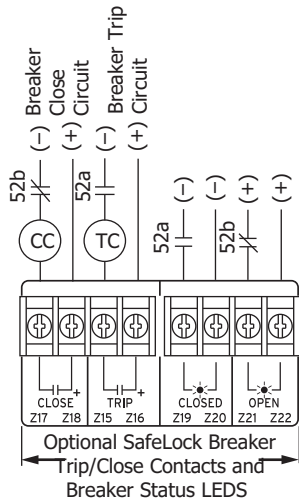 Breaker
Close
Circuit
Breaker Trip
Circuit
(−) (+) (−) (+)
52b 52a
(−) (−) (+) (+)
52a 52b
CC TC
+ +
CLOSE TRIP CLOSED OPEN
Z17 Z18 Z15 Z16 Z19 Z20 Z21 Z22
Optional SafeLock Breaker
Trip/Close Contacts and
Breaker Status LEDS